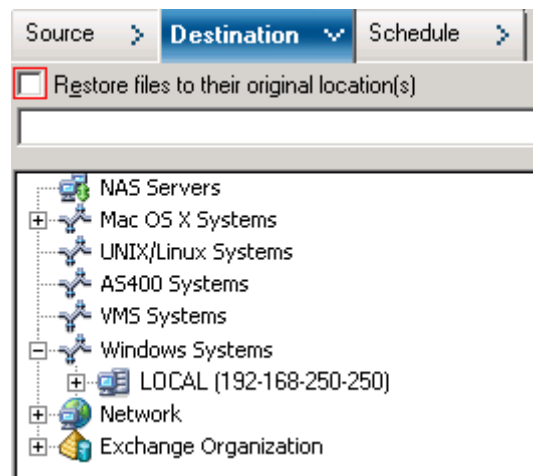 Source Destination Schedule
Restore files to their original location(s)
NAS Servers
Mac OS X Systems
UNIX/Linux Systems
AS400 Systems
VMS Systems
Windows Systems
LOCAL (192-168-250-250)
Network
Exchange Organization